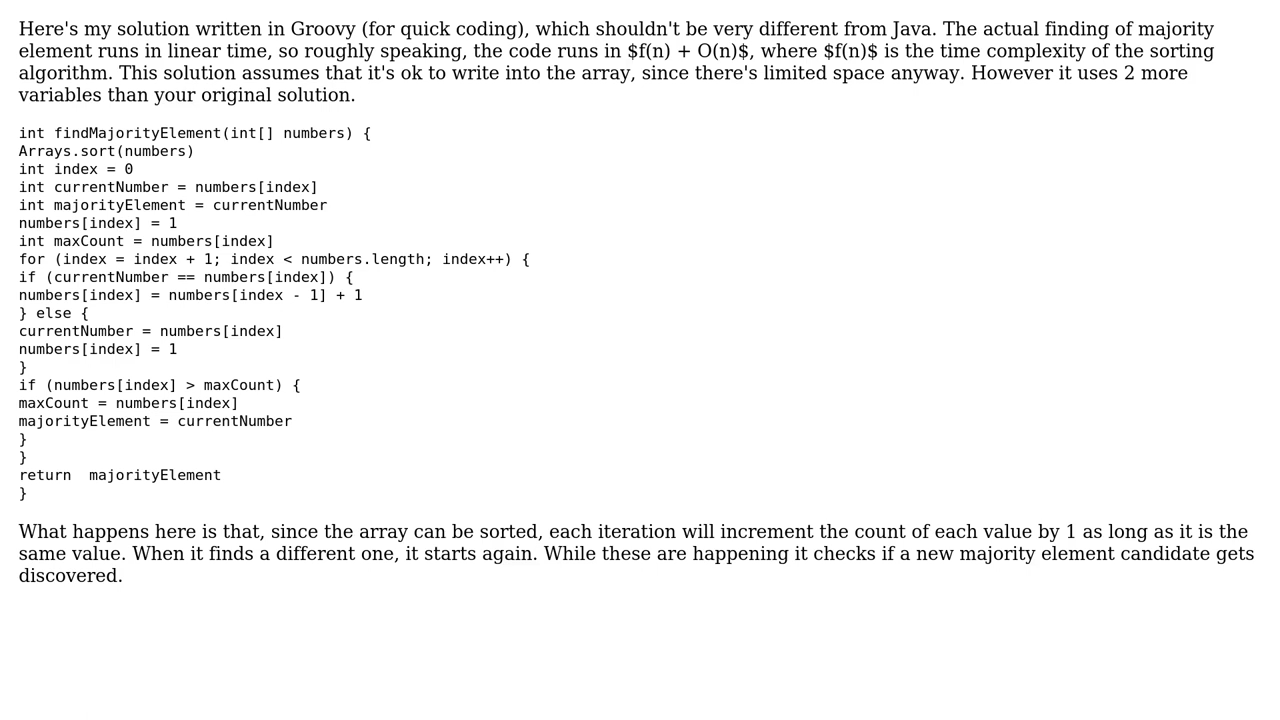 Here's my solution written in Groovy (for quick coding), which shouldn't be very different from Java. The actual finding of majority
element runs in linear time, so roughly speaking, the code runs in $f(n) + O(n)$, where $f(n)$ is the time complexity of the sorting
algorithm. This solution assumes that it's ok to write into the array, since there's limited space anyway. However it uses 2 more
variables than your original solution.
int findMajorityElement(int[] numbers) {
Arrays.sort(numbers)
int index = 0
int currentNumber = numbers[index]
int majorityElement = currentNumber
numbers[index] = 1
int maxCount = numbers[index]
for (index = index + 1; index < numbers.length; index++) {
if (currentNumber == numbers[index]) {
numbers[index] = numbers[index - 1] + 1
} else {
currentNumber = numbers[index]
numbers[index] = 1
}
if (numbers[index] > maxCount) {
maxCount = numbers[index]
majorityElement = currentNumber
}
}
return  majorityElement
}
What happens here is that, since the array can be sorted, each iteration will increment the count of each value by 1 as long as it is the
same value. When it finds a different one, it starts again. While these are happening it checks if a new majority element candidate gets
discovered.